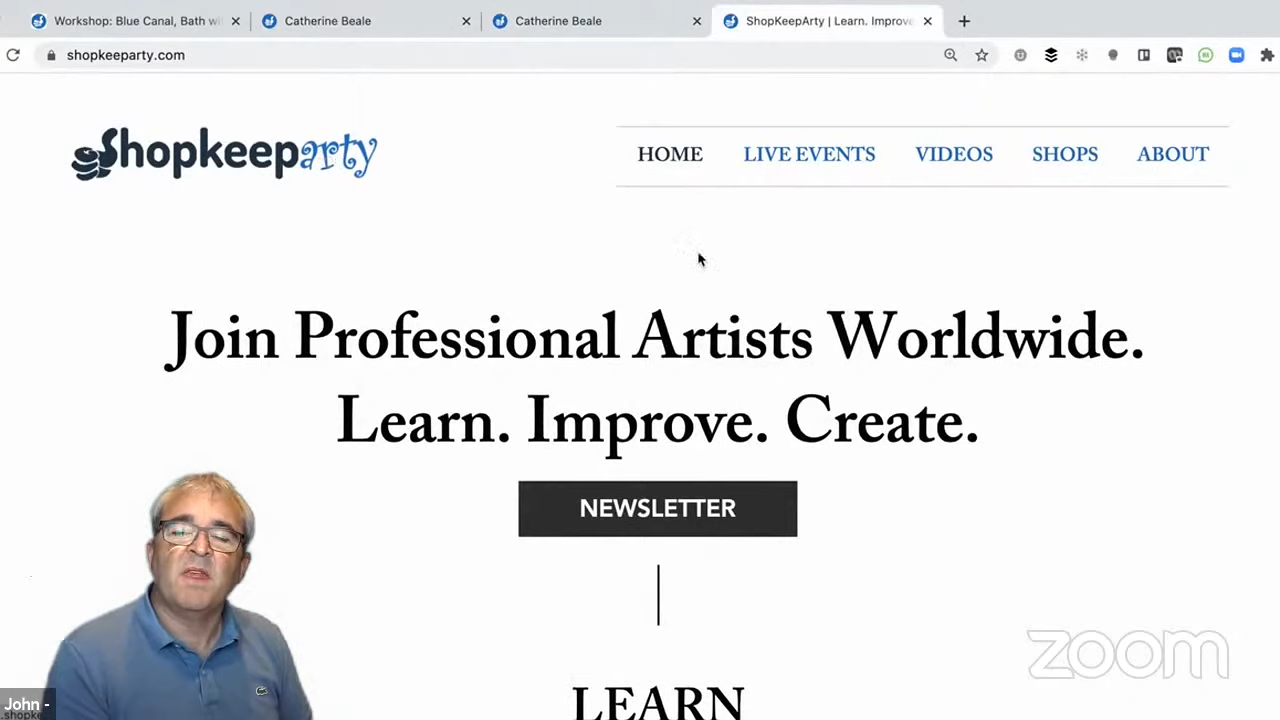 Workshop: Blue Canal, Bath wi
Catherine Beale
Catherine Beale
ShopKeepArty | Learn. Improve
shopkeeparty.com
Shopkeeparty
HOME
LIVE EVENTS
VIDEOS
SHOPS
ABOUT
Join Professional Artists Worldwide.
Learn. Improve. Create.
NEWSLETTER
LEARN
zoom
John -